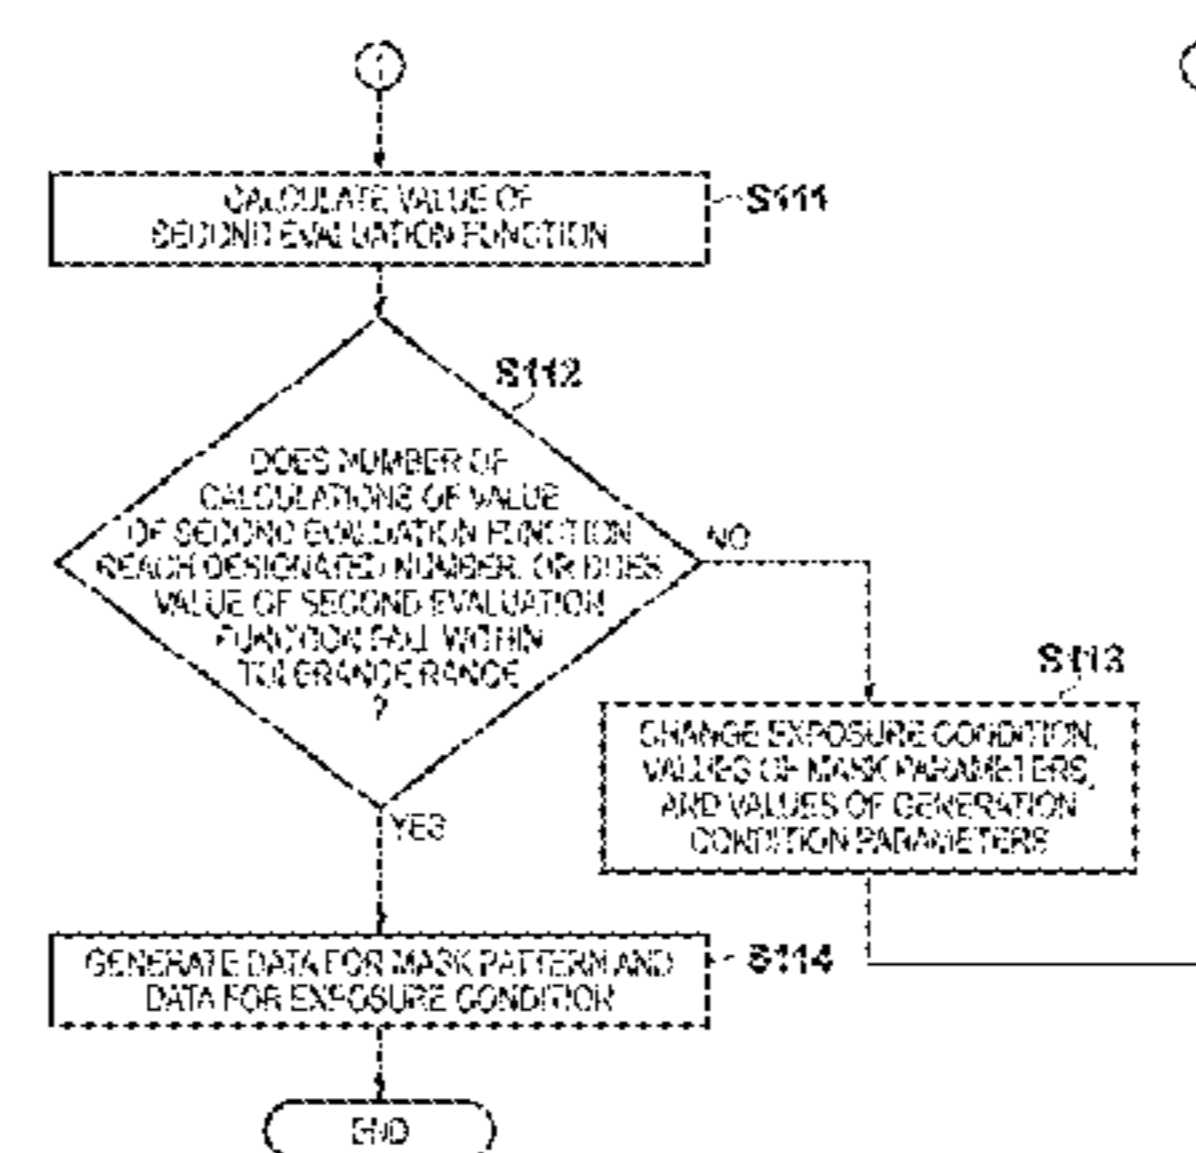 1
CALCULATE VALUE OF
SECOND EVALUATION FUNCTION
S111
S112
DOES NUMBER OF
CALCULATIONS OF VALUE
OF SECOND EVALUATION FUNCTION
REACH DESIGNATED NUMBER, OR DOES
VALUE OF SECOND EVALUATION
FUNCTION FALL WITHIN
TOLERANCE RANGE
?
NO
S113
CHANGE EXPOSURE CONDITION,
VALUES OF MASK PARAMETERS,
AND VALUES OF GENERATION
CONDITION PARAMETERS
YES
GENERATE DATA FOR MASK PATTERN AND
DATA FOR EXPOSURE CONDITION
S114
END